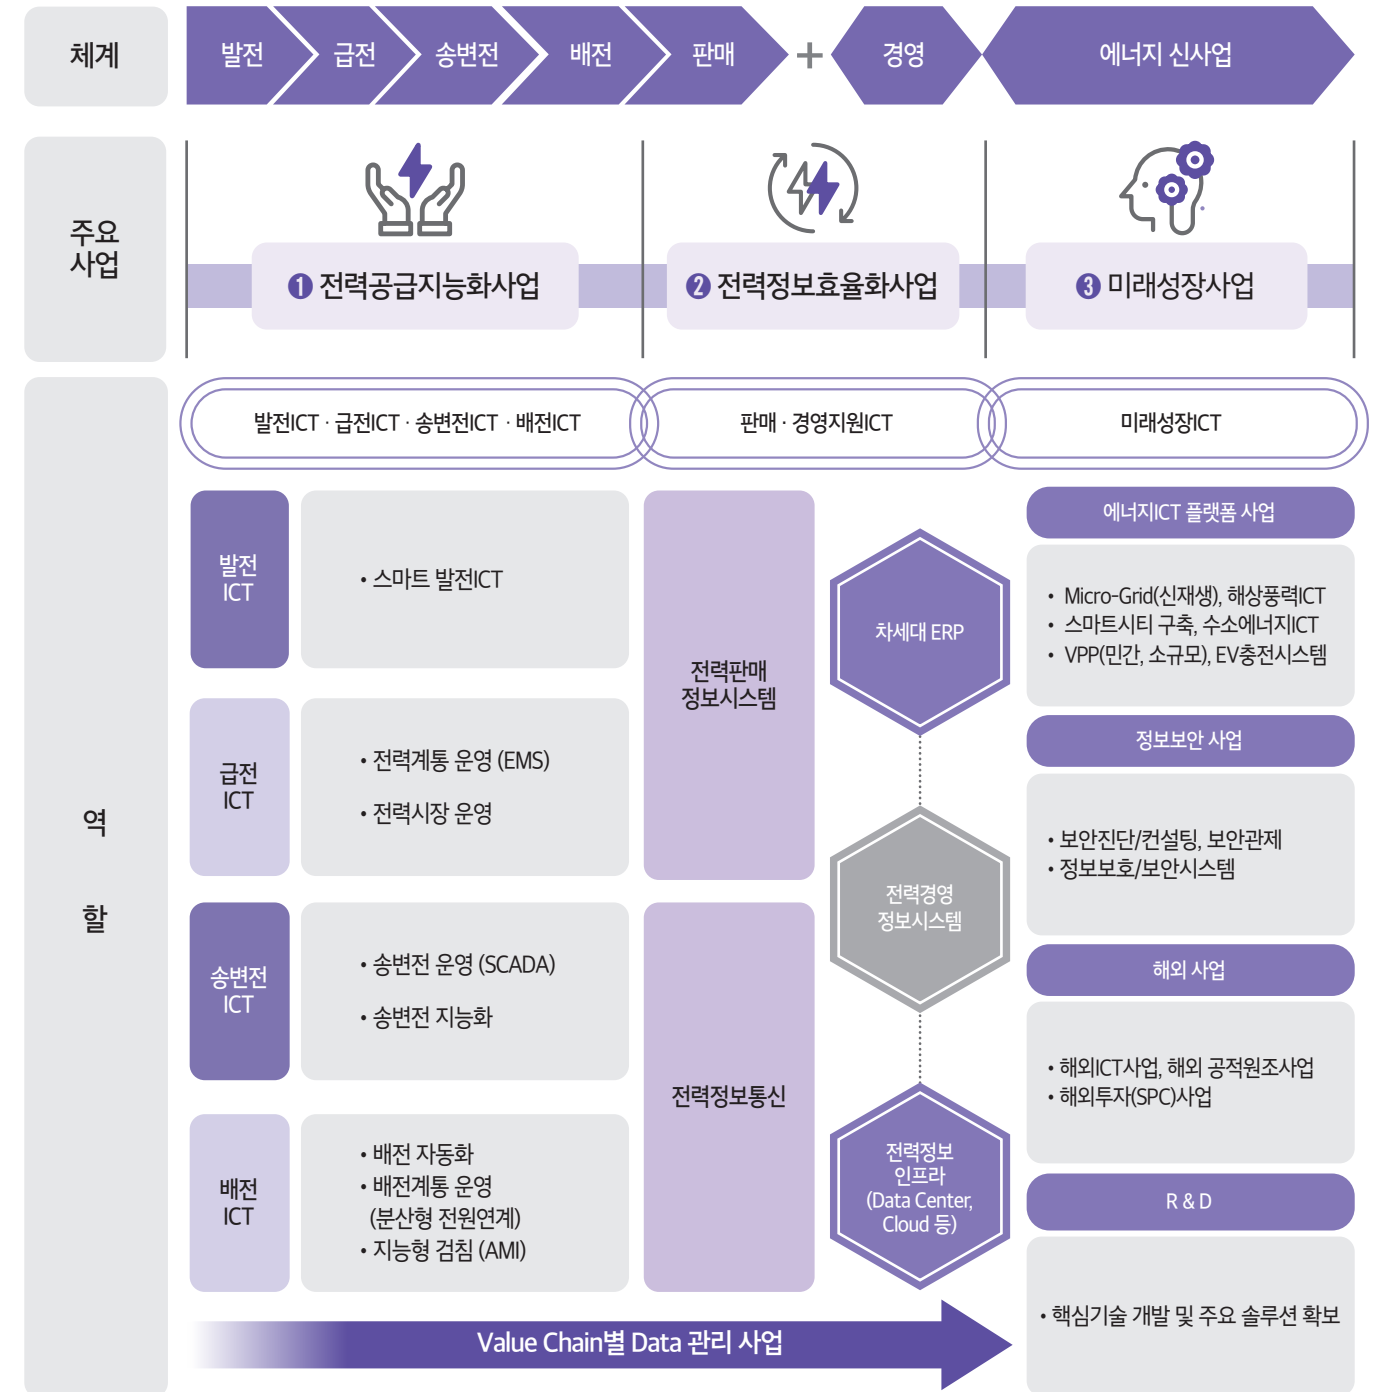 체계
발전
급전
송변전
배전
판매
+
경영
에너지 신사업
주요
사업
❶ 전력공급지능화사업
❷ 전력정보효율화사업
❸ 미래성장사업
역
할
발전ICT · 급전ICT · 송변전ICT · 배전ICT
판매 · 경영지원ICT
미래성장ICT
발전
ICT
• 스마트 발전ICT
급전
ICT
• 전력계통 운영 (EMS)
• 전력시장 운영
송변전
ICT
• 송변전 운영 (SCADA)
• 송변전 지능화
배전
ICT
• 배전 자동화
• 배전계통 운영
(분산형 전원연계)
• 지능형 검침 (AMI)
전력판매
정보시스템
전력정보통신
차세대 ERP
전력경영
정보시스템
전력정보
인프라
(Data Center,
Cloud 등)
에너지ICT 플랫폼 사업
• Micro-Grid(신재생), 해상풍력ICT
• 스마트시티 구축, 수소에너지ICT
• VPP(민간, 소규모), EV충전시스템
정보보안 사업
• 보안진단/컨설팅, 보안관제
• 정보보호/보안시스템
해외 사업
• 해외ICT사업, 해외 공적원조사업
• 해외투자(SPC)사업
R & D
• 핵심기술 개발 및 주요 솔루션 확보
Value Chain별 Data 관리 사업